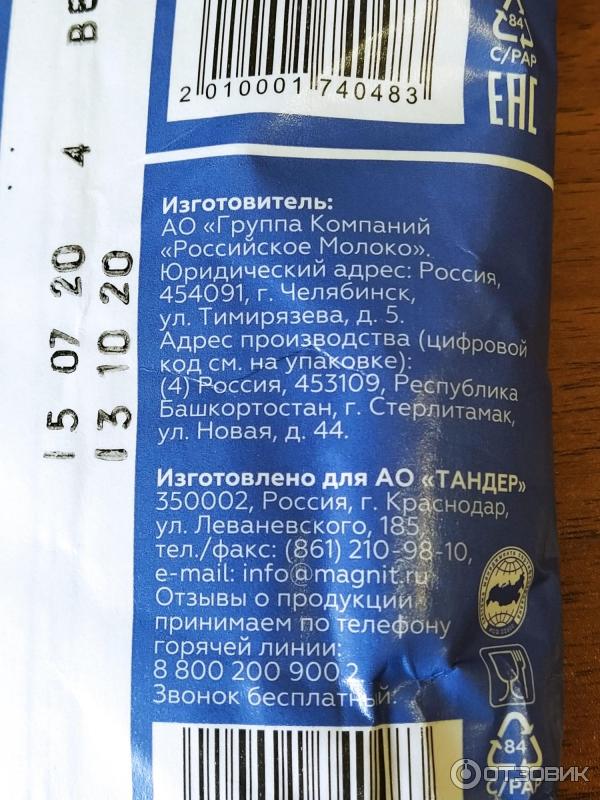 2 010001 740483
84
C/PAP
EAC
Изготовитель:
АО «Группа Компаний
«Российское Молоко».
Юридический адрес: Россия,
454091, г. Челябинск,
ул. Тимирязева, д. 5.
Адрес производства (цифровой
код см. на упаковке):
(4) Россия, 453109, Республика
Башкортостан, г. Стерлитамак,
ул. Новая, д. 44.
Изготовлено для АО «ТАНДЕР»
350002, Россия, г. Краснодар,
ул. Леваневского, 185,
тел./факс: (861) 210-98-10,
e-mail: info@magnit.ru
Отзывы о продукции
принимаем по телефону
горячей линии:
8 800 200 900 2
Звонок бесплатный.
84
C/PAP
15 07 20 4
13 10 20
ОТЗОВИК